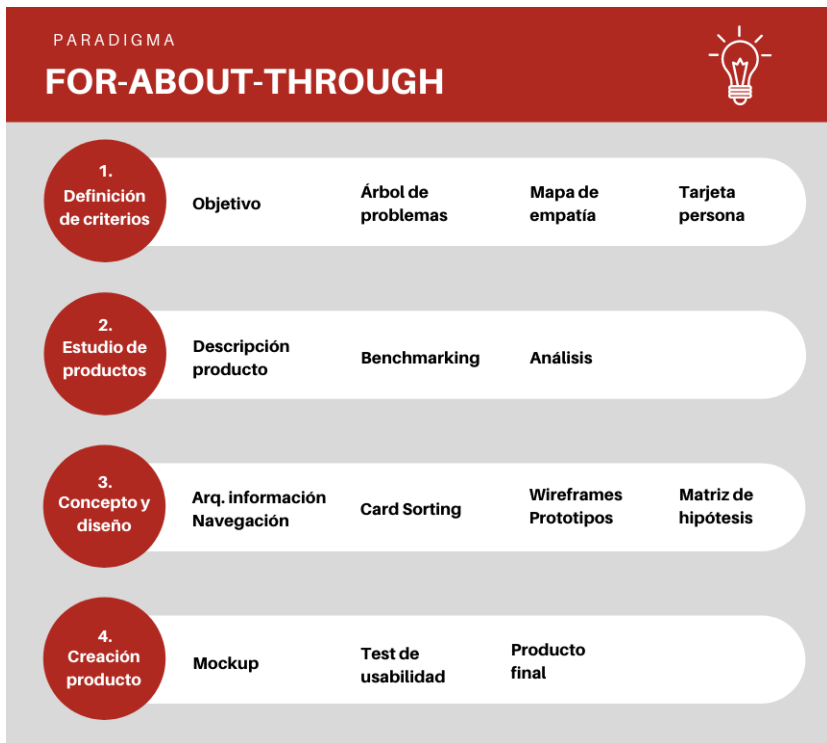 PARADIGMA
FOR-ABOUT-THROUGH
1.
Definición
de criterios
Objetivo
Árbol de
problemas
Mapa de
empatía
Tarjeta
persona
2.
Estudio de
productos
Descripción
producto
Benchmarking
Análisis
3.
Concepto y
diseño
Arq. información
Navegación
Card Sorting
Wireframes
Prototipos
Matriz de
hipótesis
4.
Creación
producto
Mockup
Test de
usabilidad
Producto
final